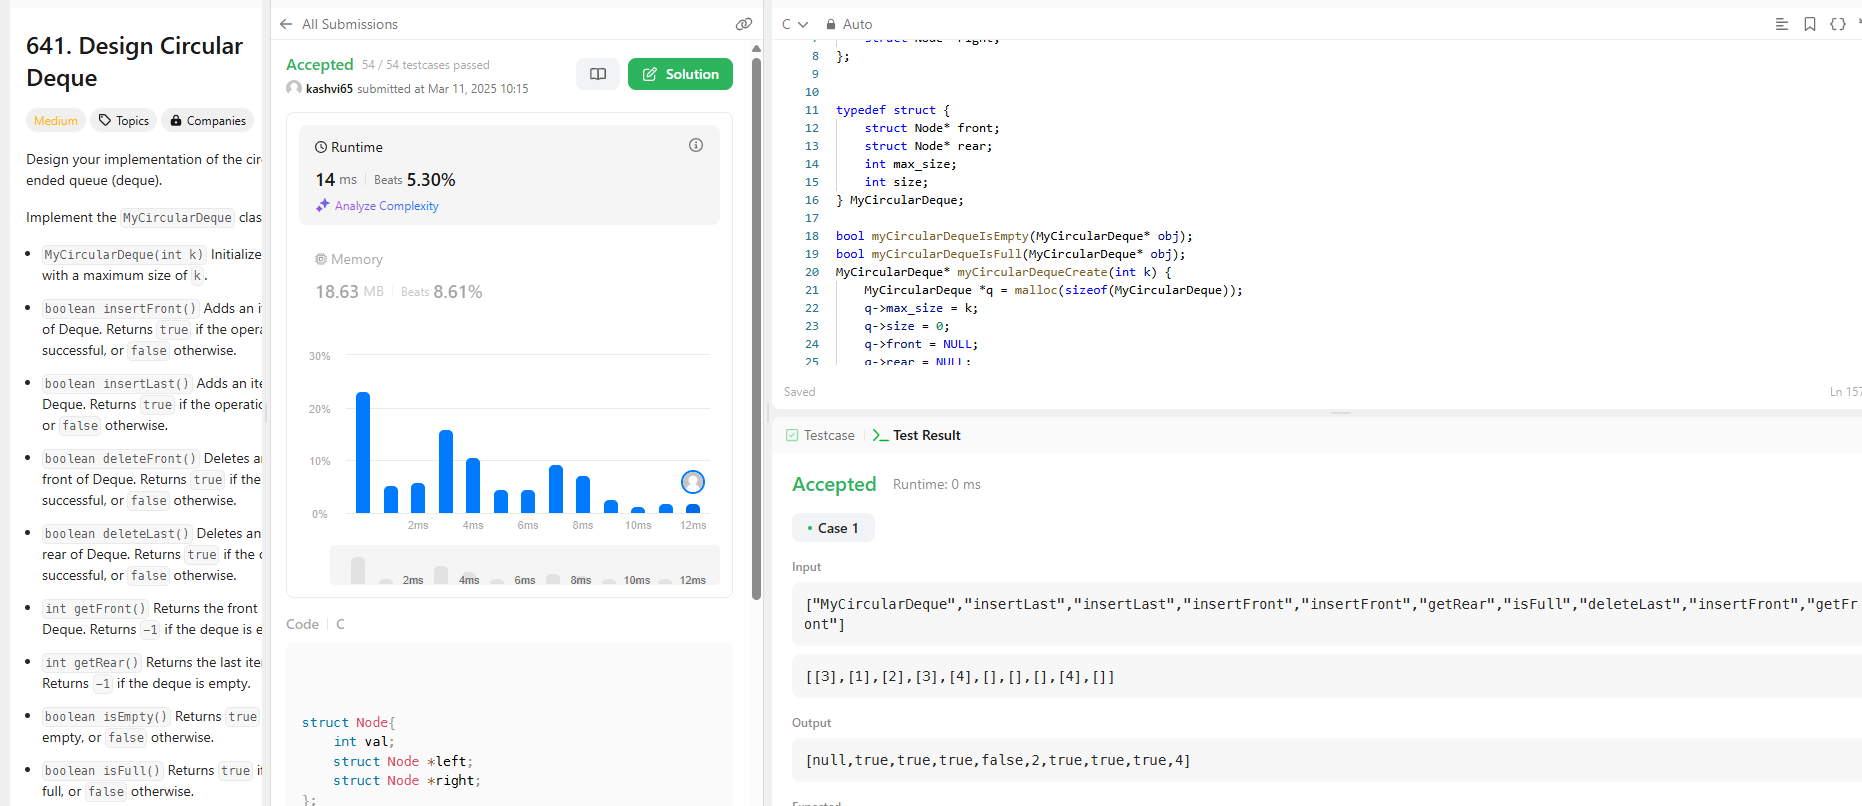 641. Design Circular
Deque
Medium
Topics
Companies
Design your implementation of the cir
ended queue (deque).
Implement the MyCircularDeque clas
MyCircularDeque(int k) Initialize
with a maximum size of k.
boolean insertFront() Adds an i
of Deque. Returns true if the opera
successful, or false otherwise.
boolean insertLast() Adds an ite
Deque. Returns true if the operatic
or false otherwise.
boolean deleteFront() Deletes a
front of Deque. Returns true if the
successful, or false otherwise.
boolean deleteLast() Deletes an
rear of Deque. Returns true if the o
successful, or false otherwise.
int getFront() Returns the front
Deque. Returns -1 if the deque is e
int getRear() Returns the last ite
Returns -1 if the deque is empty.
boolean isEmpty() Returns true
empty, or false otherwise.
boolean isFull() Returns true if
full, or false otherwise.
All Submissions
Accepted 54 / 54 testcases passed
kashvi65 submitted at Mar 11, 2025 10:15
Solution
Runtime
14 ms | Beats 5.30%
Analyze Complexity
Memory
18.63 MB | Beats 8.61%
30%
20%
10%
0%
2ms 4ms 6ms 8ms 10ms 12ms
2ms 4ms 6ms 8ms 10ms 12ms
Code | C
struct Node{
    int val;
    struct Node *left;
    struct Node *right;
};
C Auto
7 struct Node* right;
8 };
9
10
11 typedef struct {
12     struct Node* front;
13     struct Node* rear;
14     int max_size;
15     int size;
16 } MyCircularDeque;
17
18 bool myCircularDequeIsEmpty(MyCircularDeque* obj);
19 bool myCircularDequeIsFull(MyCircularDeque* obj);
20 MyCircularDeque* myCircularDequeCreate(int k) {
21     MyCircularDeque *q = malloc(sizeof(MyCircularDeque));
22     q->max_size = k;
23     q->size = 0;
24     q->front = NULL;
25     q->rear = NULL;
Saved
Ln 157
Testcase | Test Result
Accepted Runtime: 0 ms
• Case 1
Input
["MyCircularDeque","insertLast","insertLast","insertFront","insertFront","getRear","isFull","deleteLast","insertFront","getFr
ont"]
[[3],[1],[2],[3],[4],[],[],[],[4],[]]
Output
[null,true,true,true,false,2,true,true,true,4]
Expected